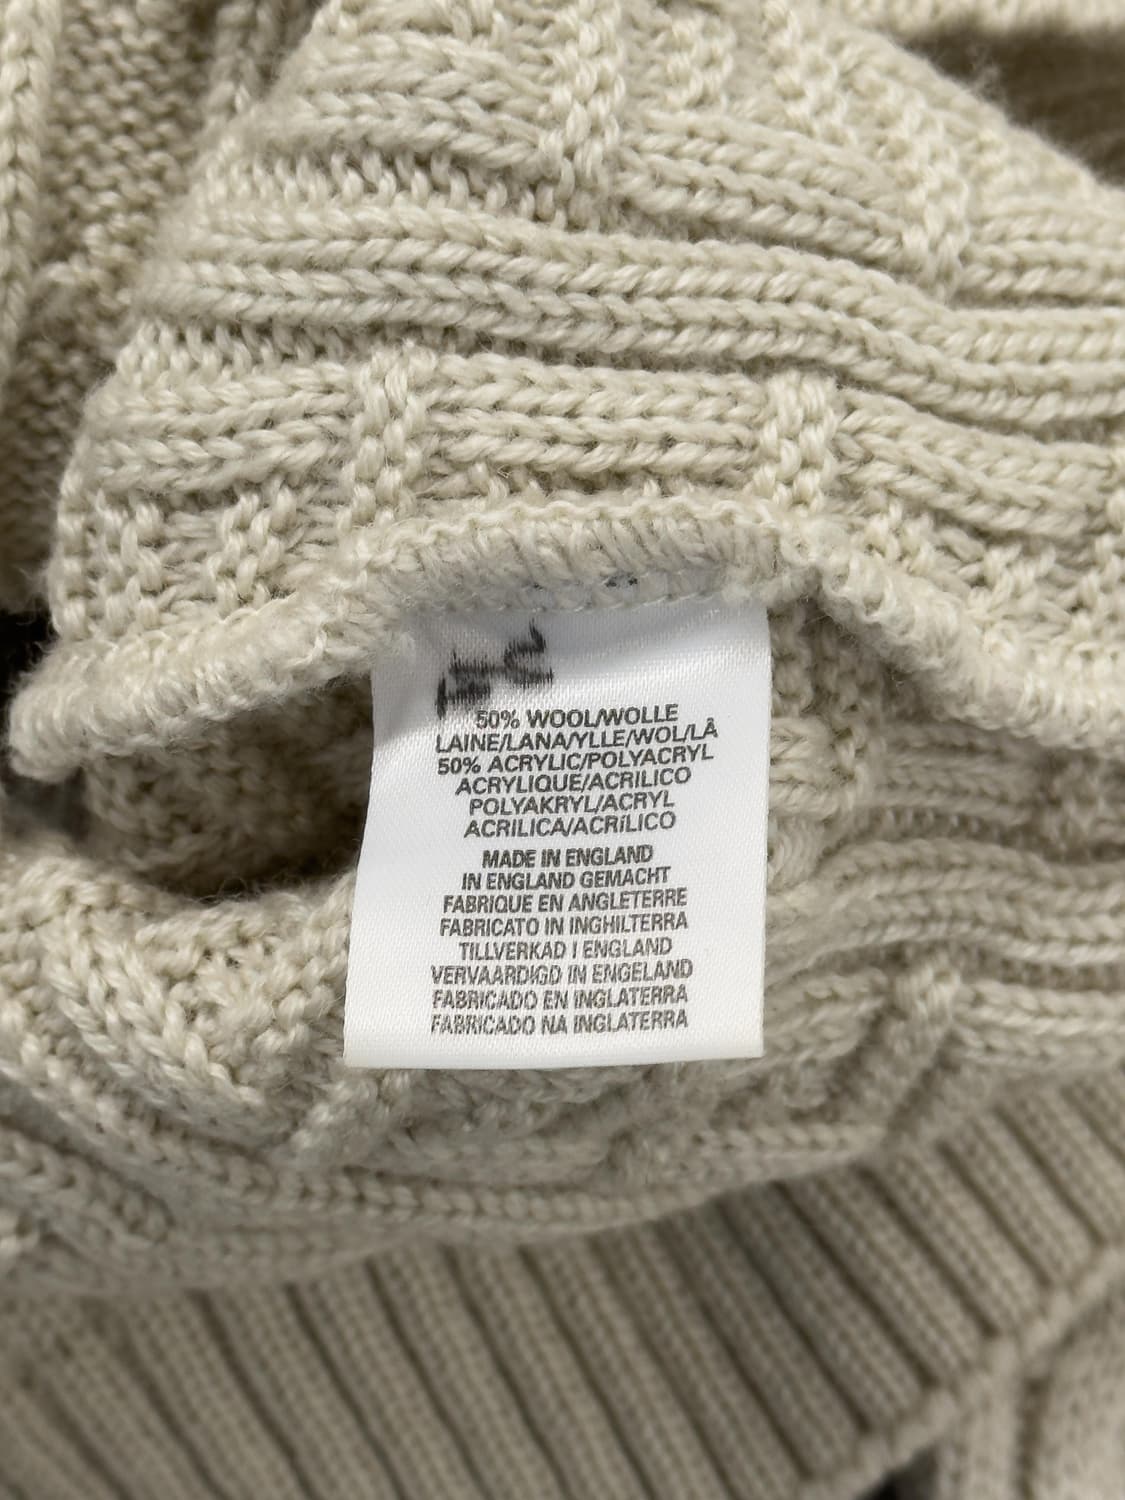 50% WOOL/WOLLE
LAINE/LANA/YLLE/WOL/LÂ
50% ACRYLIC/POLYACRYL
ACRYLIQUE/ACRILICO
POLYAKRYL/ACRYL
ACRILICA/ACRíLICO
MADE IN ENGLAND
IN ENGLAND GEMACHT
FABRIQUE EN ANGLETERRE
FABRICATO IN INGHILTERRA
TILLVERKAD I ENGLAND
VERVAARDIGD IN ENGELAND
FABRICADO EN INGLATERRA
FABRICADO NA INGLATERRA